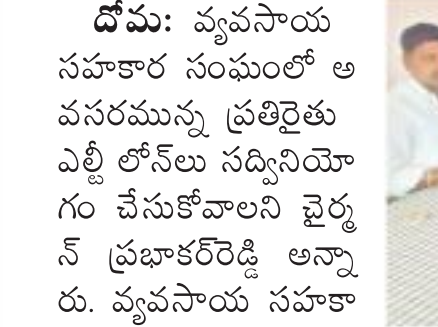 దోమ: వ్యవసాయ
సహకార సంఘంలో అ
వసరమున్న ప్రతిరైతు
ఎల్టీ లోన్‌లు సద్వినియో
గం చేసుకోవాలని చైర్మ
న్ ప్రభాకర్‌రెడ్డి అన్నా
రు. వ్యవసాయ సహకా